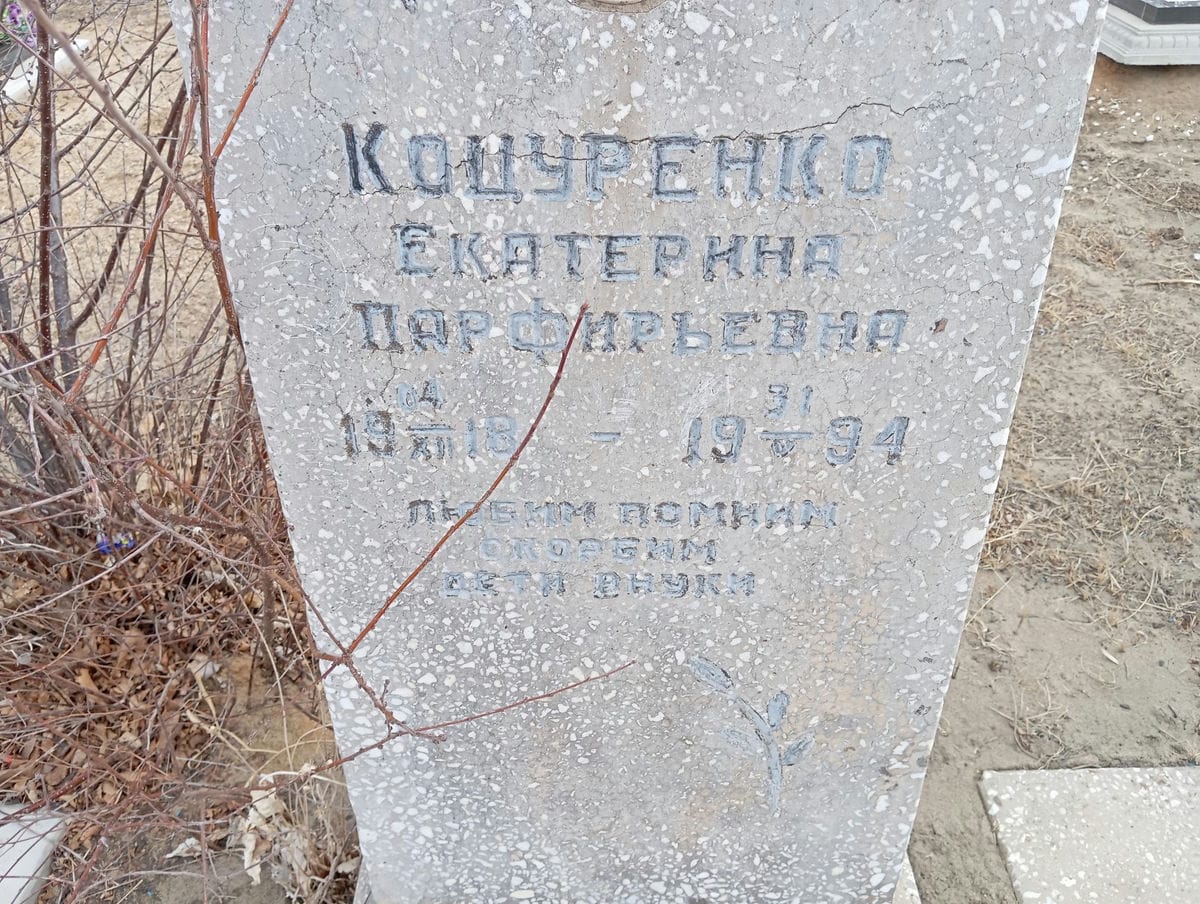 Коцуренко
Екатерина
Парфирьевна
19 04/XII 18 - 19 31/V 94
ЛЮБИМ ПОМНИМ
СКОРБИМ
ДЕТИ ВНУКИ